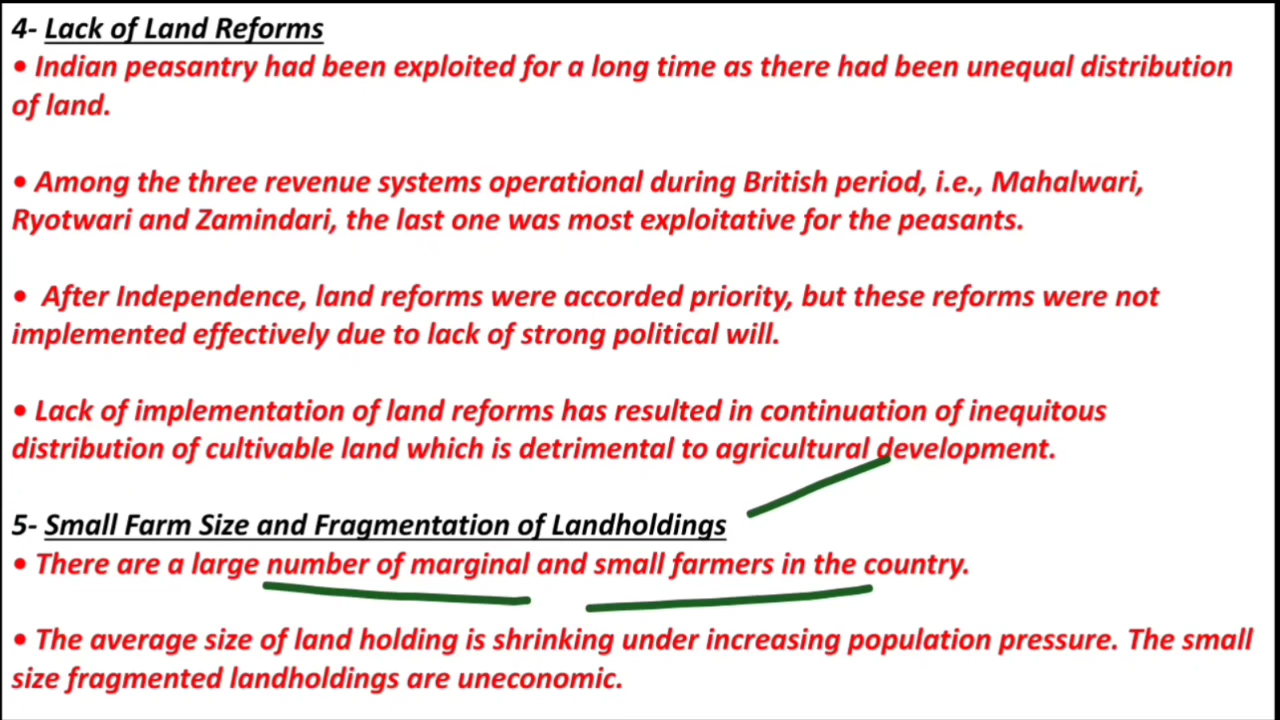 4- Lack of Land Reforms
• Indian peasantry had been exploited for a long time as there had been unequal distribution
of land.
• Among the three revenue systems operational during British period, i.e., Mahalwari,
Ryotwari and Zamindari, the last one was most exploitative for the peasants.
• After Independence, land reforms were accorded priority, but these reforms were not
implemented effectively due to lack of strong political will.
• Lack of implementation of land reforms has resulted in continuation of inequitous
distribution of cultivable land which is detrimental to agricultural development.
5- Small Farm Size and Fragmentation of Landholdings
• There are a large number of marginal and small farmers in the country.
• The average size of land holding is shrinking under increasing population pressure. The small
size fragmented landholdings are uneconomic.